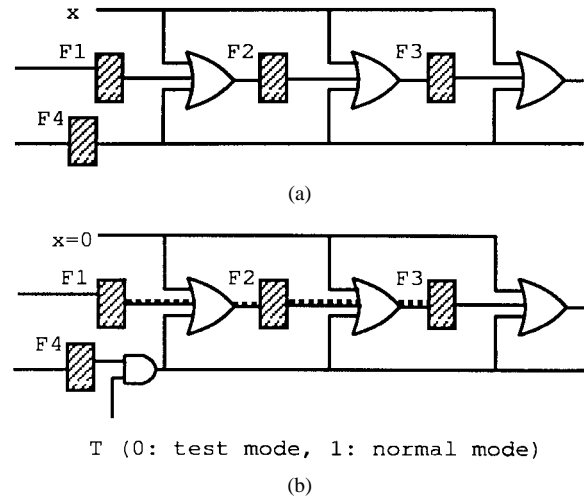 x
F1 F2 F3
F4
(a)
x=0
F1 F2 F3
F4
T (0: test mode, 1: normal mode)
(b)